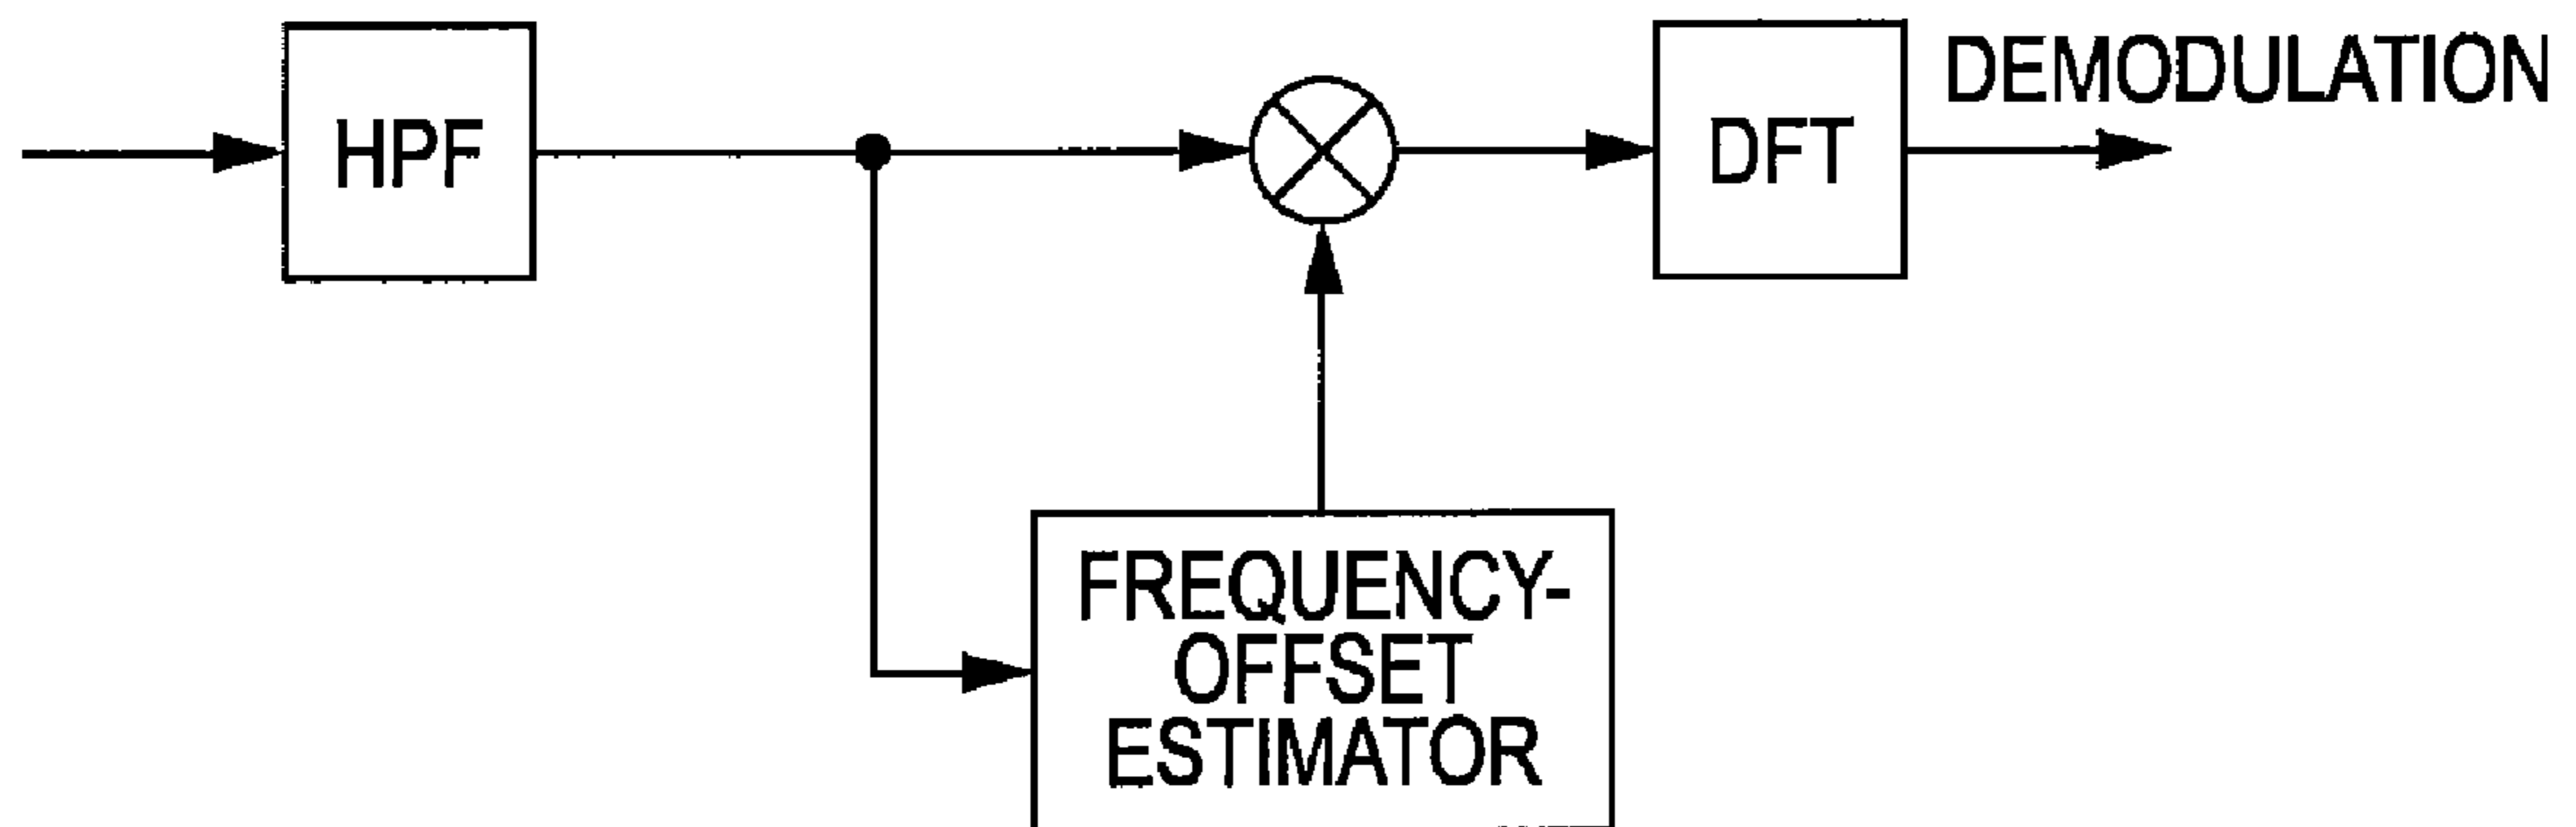 HPF
DFT
DEMODULATION
FREQUENCY-
OFFSET
ESTIMATOR